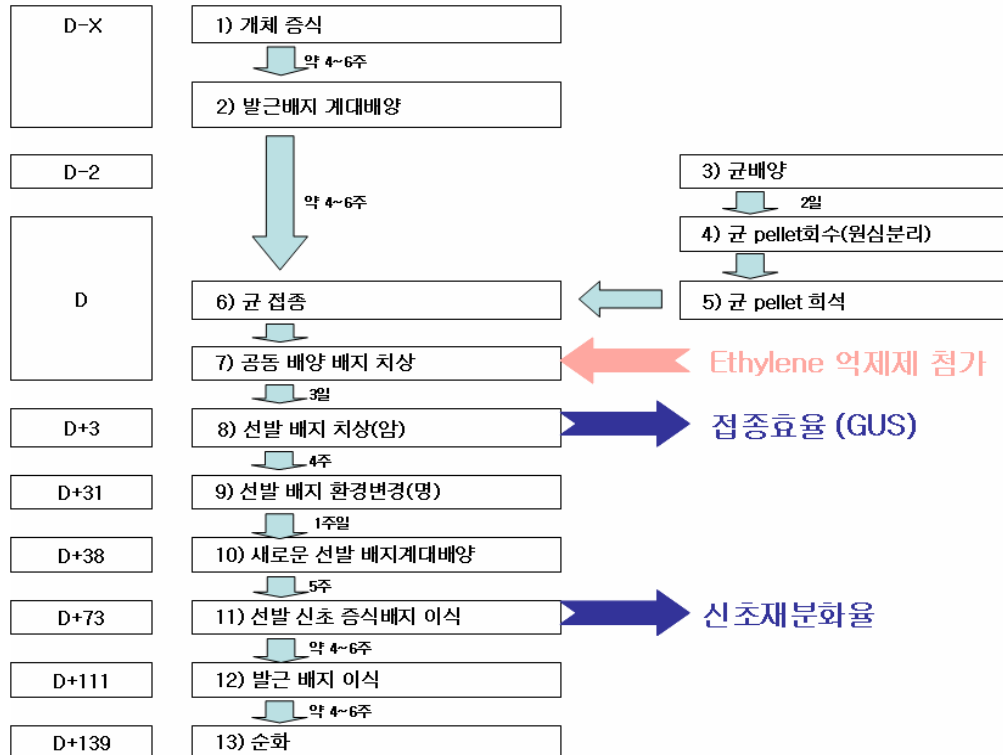 D-X
1) 개체 증식
약 4~6주
2) 발근배지 계대배양
D-2
3) 균배양
약 4~6주
2일
4) 균 pellet회수(원심분리)
D
6) 균 접종
5) 균 pellet 희석
7) 공동 배양 배지 치상
Ethylene 억제제 첨가
3일
D+3
8) 선발 배지 치상(암)
접종효율 (GUS)
4주
D+31
9) 선발 배지 환경변경(명)
1주일
D+38
10) 새로운 선발 배지계대배양
5주
D+73
11) 선발 신초 증식배지 이식
신초재분화율
약 4~6주
D+111
12) 발근 배지 이식
약 4~6주
D+139
13) 순화